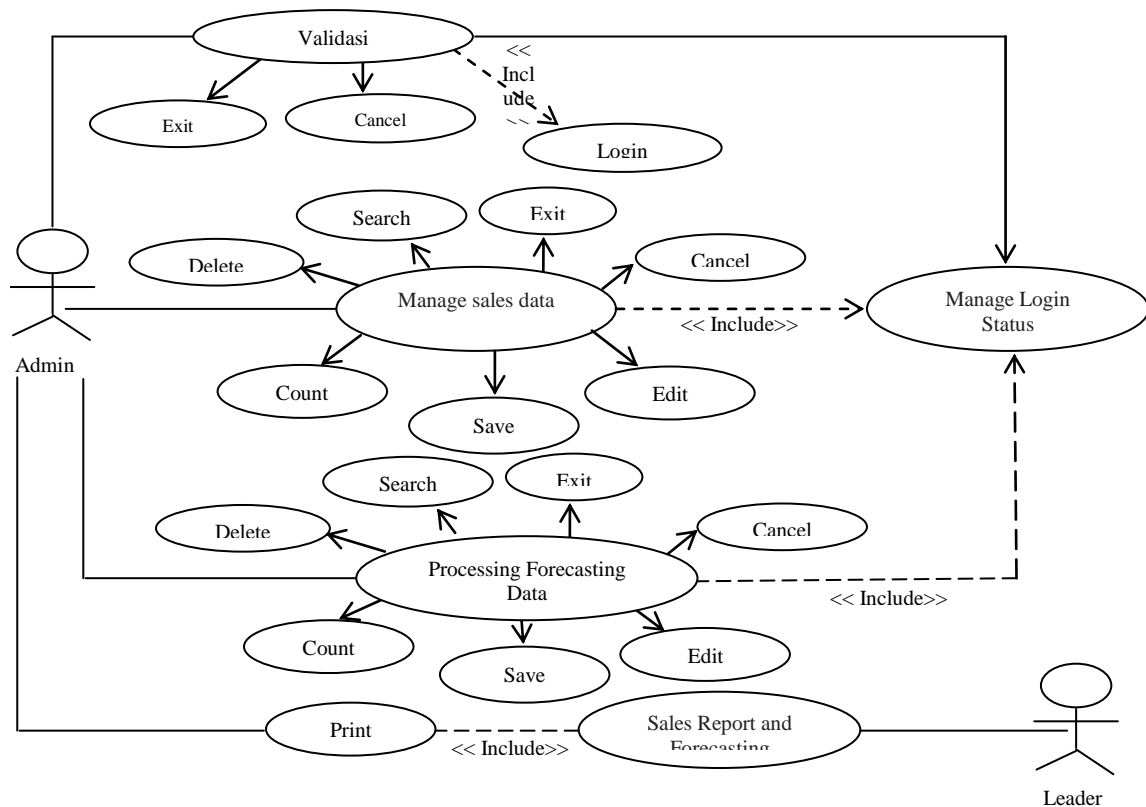 Validasi
<<
Incl
ude
Exit
Cancel
Login
Search
Exit
Delete
Cancel
Manage sales data
Manage Login
Status
<< Include>>
Admin
Count
Edit
Save
Search
Exit
Delete
Cancel
Processing Forecasting
Data
<< Include>>
Count
Save
Edit
Print
Sales Report and
Forecasting
<< Include>>
Leader